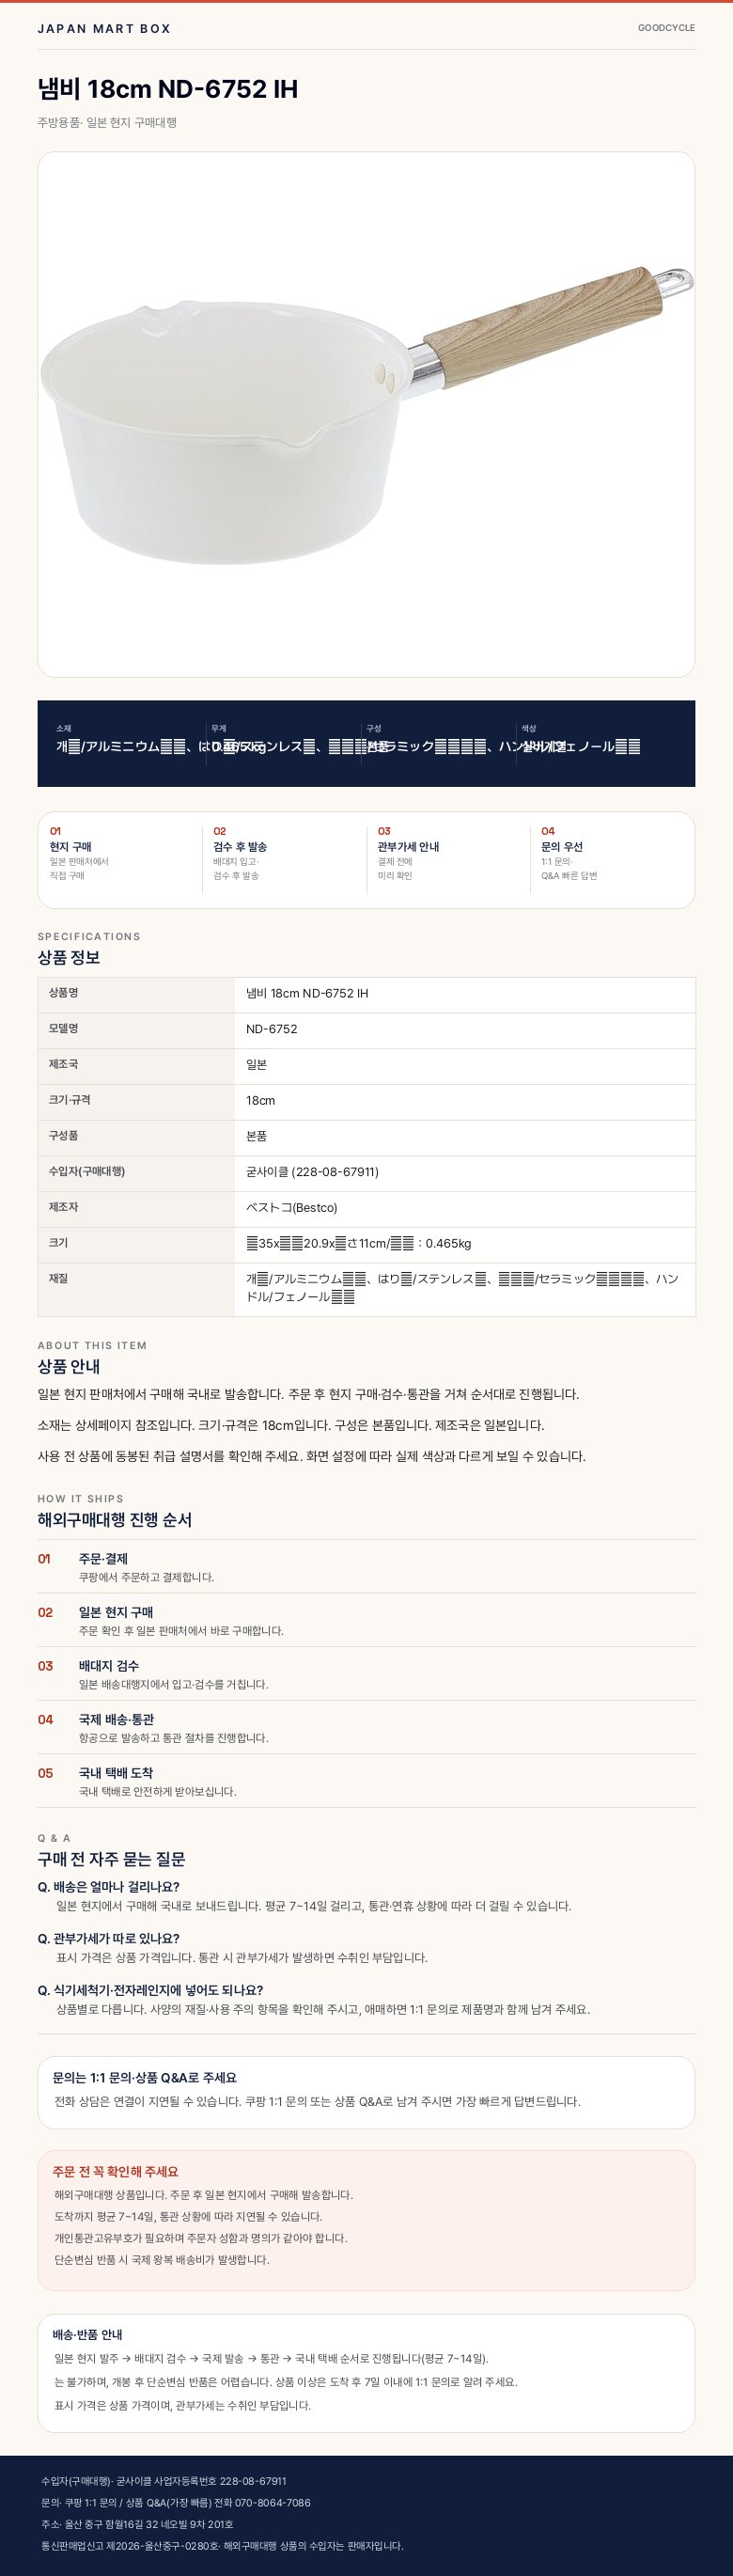 JAPAN MART BOX
GOODCYCLE
냄비 18cm ND-6752 IH
주방용품· 일본 현지 구매대행
소재
무게
구성
색상
01
현지 구매
일본 판매처에서
직접 구매
02
검수 후 발송
배대지 입고·
검수 후 발송
03
관부가세 안내
결제 전에
미리 확인
04
문의 우선
1:1 문의·
Q&A 빠른 답변
SPECIFICATIONS
상품 정보
상품명 냄비 18cm ND-6752 IH
모델명 ND-6752
제조국 일본
크기·규격 18cm
구성품 본품
수입자(구매대행) 굳사이클 (228-08-67911)
제조자 ベストコ(Bestco)
크기 35x 20.9x さ11cm/ : 0.465kg
재질 개 /アルミニウム 、はり /ステンレス 、 /セラミック 、ハン
ドル/フェノール
ABOUT THIS ITEM
상품 안내
일본 현지 판매처에서 구매해 국내로 발송합니다. 주문 후 현지 구매·검수·통관을 거쳐 순서대로 진행됩니다.
소재는 상세페이지 참조입니다. 크기·규격은 18cm입니다. 구성은 본품입니다. 제조국은 일본입니다.
사용 전 상품에 동봉된 취급 설명서를 확인해 주세요. 화면 설정에 따라 실제 색상과 다르게 보일 수 있습니다.
HOW IT SHIPS
해외구매대행 진행 순서
01 주문·결제
쿠팡에서 주문하고 결제합니다.
02 일본 현지 구매
주문 확인 후 일본 판매처에서 바로 구매합니다.
03 배대지 검수
일본 배송대행지에서 입고·검수를 거칩니다.
04 국제 배송·통관
항공으로 발송하고 통관 절차를 진행합니다.
05 국내 택배 도착
국내 택배로 안전하게 받아보십니다.
Q & A
구매 전 자주 묻는 질문
Q. 배송은 얼마나 걸리나요?
일본 현지에서 구매해 국내로 보내드립니다. 평균 7~14일 걸리고, 통관·연휴 상황에 따라 더 걸릴 수 있습니다.
Q. 관부가세가 따로 있나요?
표시 가격은 상품 가격입니다. 통관 시 관부가세가 발생하면 수취인 부담입니다.
Q. 식기세척기·전자레인지에 넣어도 되나요?
상품별로 다릅니다. 사양의 재질·사용 주의 항목을 확인해 주시고, 애매하면 1:1 문의로 제품명과 함께 남겨 주세요.
문의는 1:1 문의·상품 Q&A로 주세요
전화 상담은 연결이 지연될 수 있습니다. 쿠팡 1:1 문의 또는 상품 Q&A로 남겨 주시면 가장 빠르게 답변드립니다.
주문 전 꼭 확인해 주세요
해외구매대행 상품입니다. 주문 후 일본 현지에서 구매해 발송합니다.
도착까지 평균 7~14일, 통관 상황에 따라 지연될 수 있습니다.
개인통관고유부호가 필요하며 주문자 성함과 명의가 같아야 합니다.
단순변심 반품 시 국제 왕복 배송비가 발생합니다.
배송·반품 안내
일본 현지 발주 → 배대지 검수 → 국제 발송 → 통관 → 국내 택배 순서로 진행됩니다(평균 7~14일).
는 불가하며, 개봉 후 단순변심 반품은 어렵습니다. 상품 이상은 도착 후 7일 이내에 1:1 문의로 알려 주세요.
표시 가격은 상품 가격이며, 관부가세는 수취인 부담입니다.
수입자(구매대행)· 굳사이클 사업자등록번호 228-08-67911
문의· 쿠팡 1:1 문의 / 상품 Q&A(가장 빠름) 전화 070-8064-7086
주소· 울산 중구 함월16길 32 네오빌 9차 201호
통신판매업신고 제2026-울산중구-0280호· 해외구매대행 상품의 수입자는 판매자입니다.